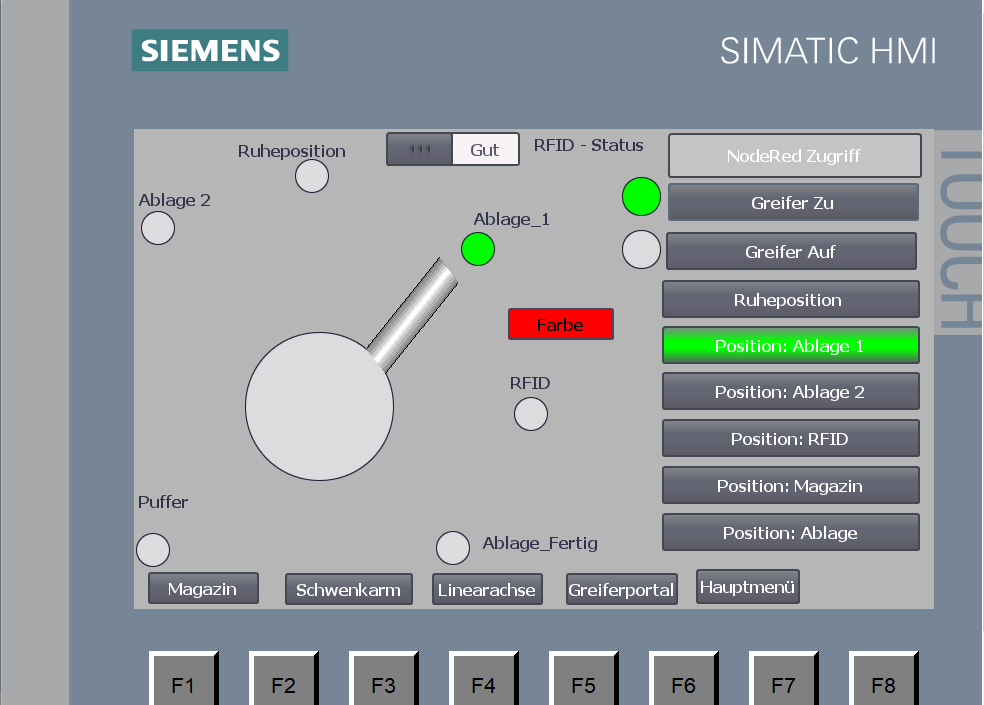 SIEMENS
SIMATIC HMI
TOUCH
Ruheposition
Gut
RFID - Status
NodeRed Zugriff
Ablage 2
Greifer Zu
Ablage_1
Greifer Auf
Ruheposition
Farbe
Position: Ablage 1
RFID
Position: Ablage 2
Position: RFID
Puffer
Position: Magazin
Ablage_Fertig
Position: Ablage
Magazin
Schwenkarm
Linearachse
Greiferportal
Hauptmenü
F1
F2
F3
F4
F5
F6
F7
F8